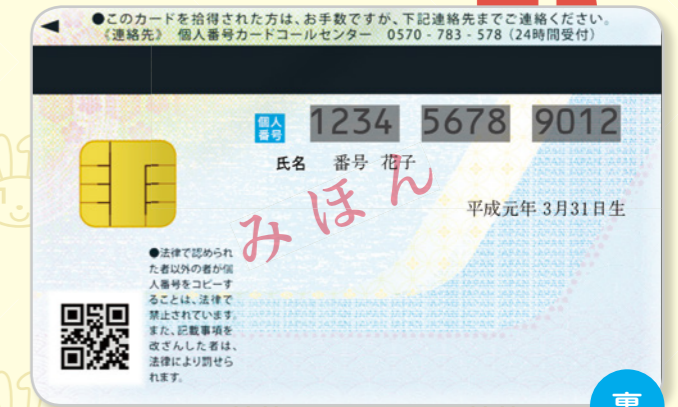 ●このカードを拾得された方は、お手数ですが、下記連絡先までご連絡ください。
《連絡先》 個人番号カードコールセンター 0570-783-578（24時間受付）
個人番号 1234 5678 9012
氏名 番号 花子
平成元年 3月31日生
みほん
●法律で認められ
た者以外の者が個
人番号をコピーす
ることは、法律で
禁止されています。
また、記載事項を
改ざんした者は、
法律により罰せら
れます。
裏